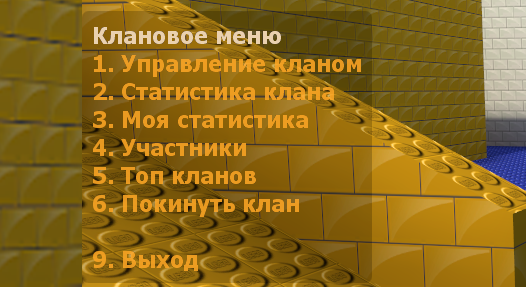 Клановое меню
1. Управление кланом
2. Статистика клана
3. Моя статистика
4. Участники
5. Топ кланов
6. Покинуть клан
9. Выход